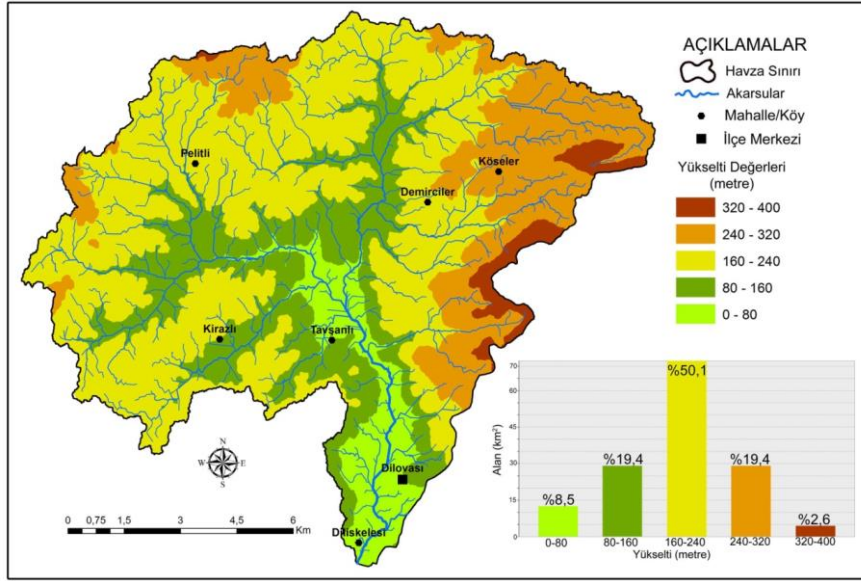 AÇIKLAMALAR
Havza Sınırı
Akarsular
Mahalle/Köy
İlçe Merkezi
Yükselti Değerleri
(metre)
320 - 400
240 - 320
160 - 240
80 - 160
0 - 80
Pelitli
Köseler
Demirciler
Kirazlı
Tavşanlı
Dilovası
Diliskelesi
N
W E
S
0 0,75 1,5 3 4,5 6
Km
72
60
45
30
15
0
Alan (km²)
%8,5
%19,4
%50,1
%19,4
%2,6
0-80 80-160 160-240 240-320 320-400
Yükselti (metre)